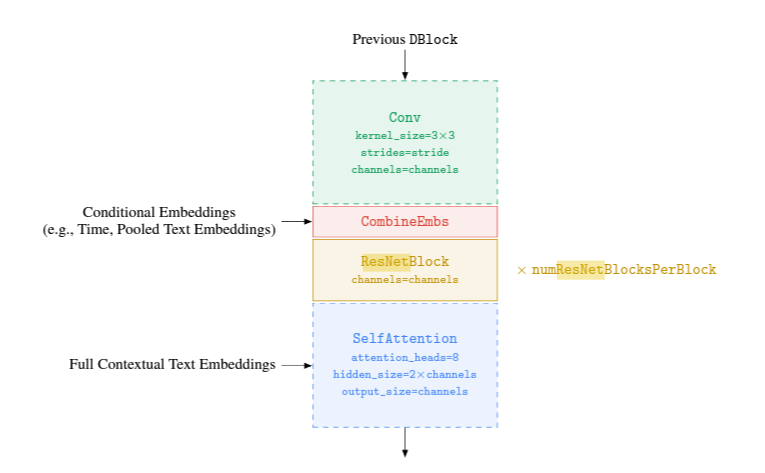 Previous DBlock
Conv
kernel_size=3×3
strides=stride
channels=channels
Conditional Embeddings
(e.g., Time, Pooled Text Embeddings)
CombineEmbs
ResNetBlock
channels=channels
× numResNetBlocksPerBlock
SelfAttention
attention_heads=8
hidden_size=2×channels
output_size=channels
Full Contextual Text Embeddings